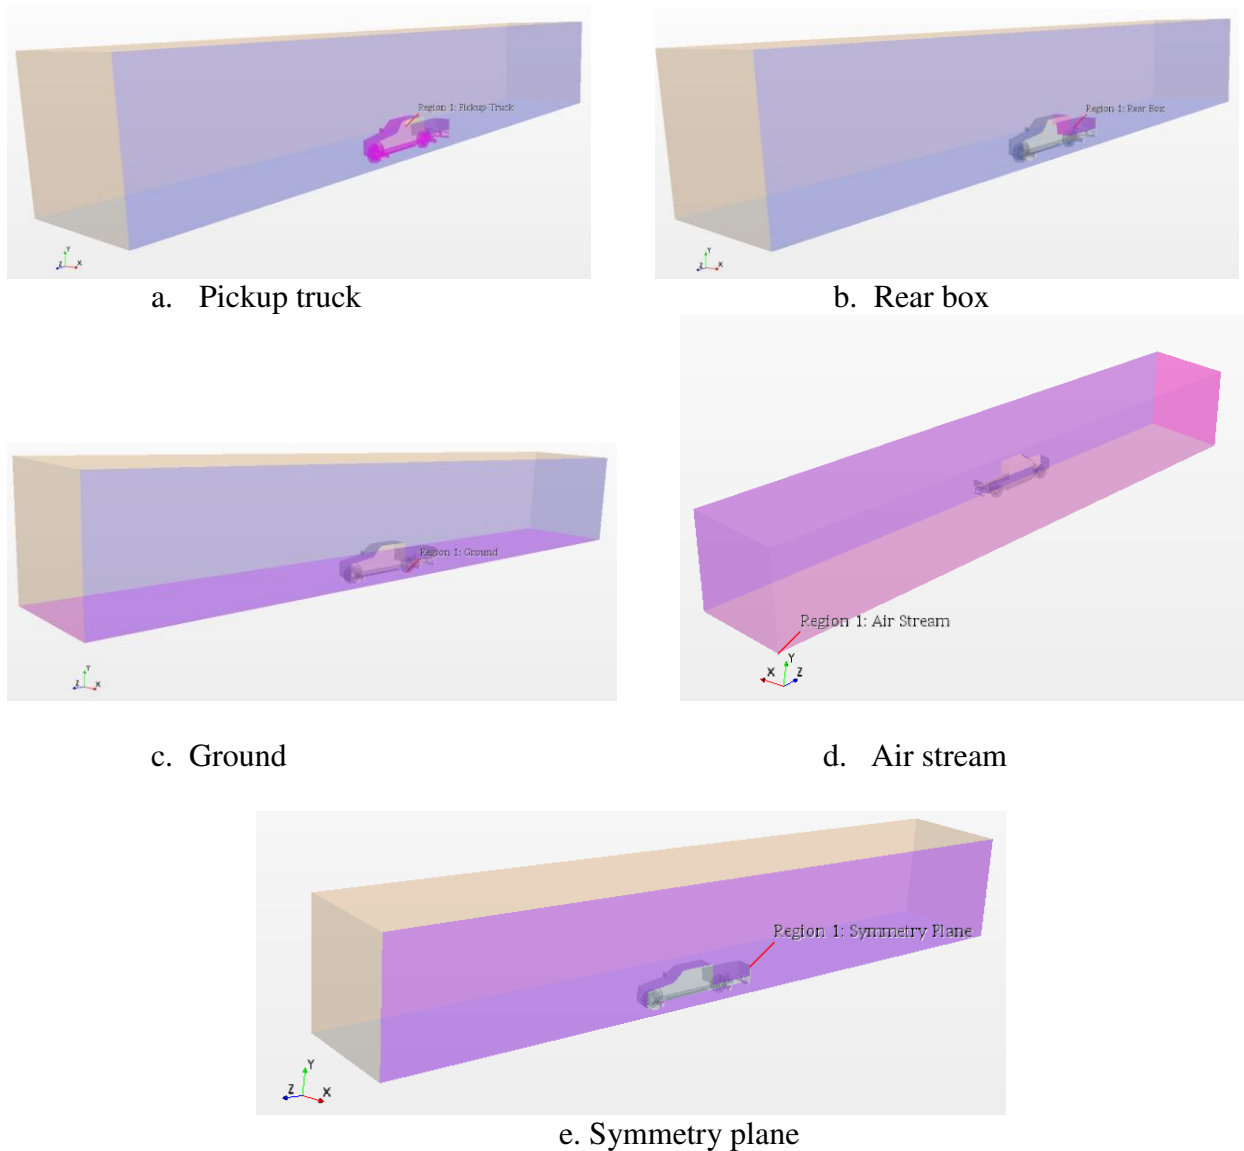 Region 1: Pickup Truck
Y
Z X
a. Pickup truck
Region 1: Rear Box
Y
Z X
b. Rear box
Region 1: Ground
Y
Z X
c. Ground
Region 1: Air Stream
Y
X Z
d. Air stream
Region 1: Symmetry Plane
Y
Z X
e. Symmetry plane